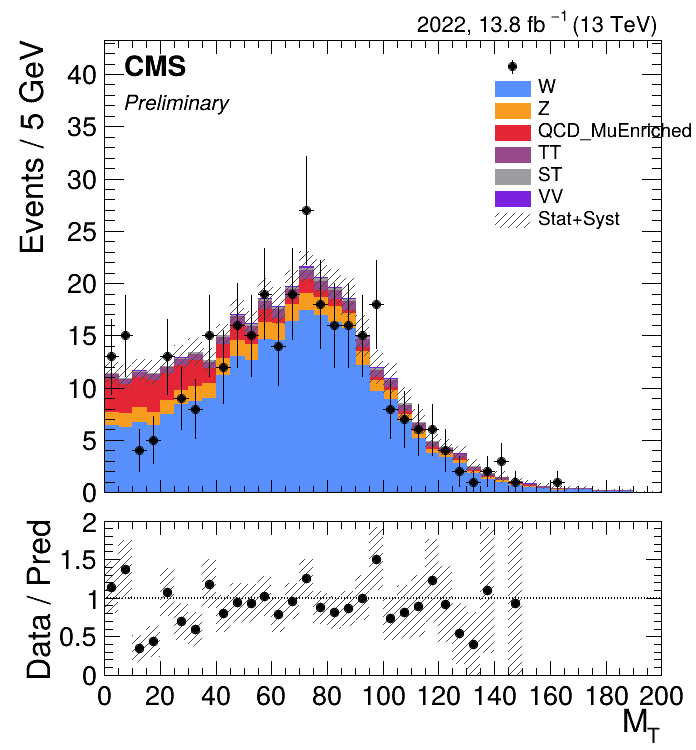 2022, 13.8 fb⁻¹ (13 TeV)
CMS
Preliminary
W
Z
QCD_MuEnriched
TT
ST
VV
Stat+Syst
Events / 5 GeV
40
35
30
25
20
15
10
5
0
Data / Pred
2
1.5
1
0.5
0
0 20 40 60 80 100 120 140 160 180 200
M_T